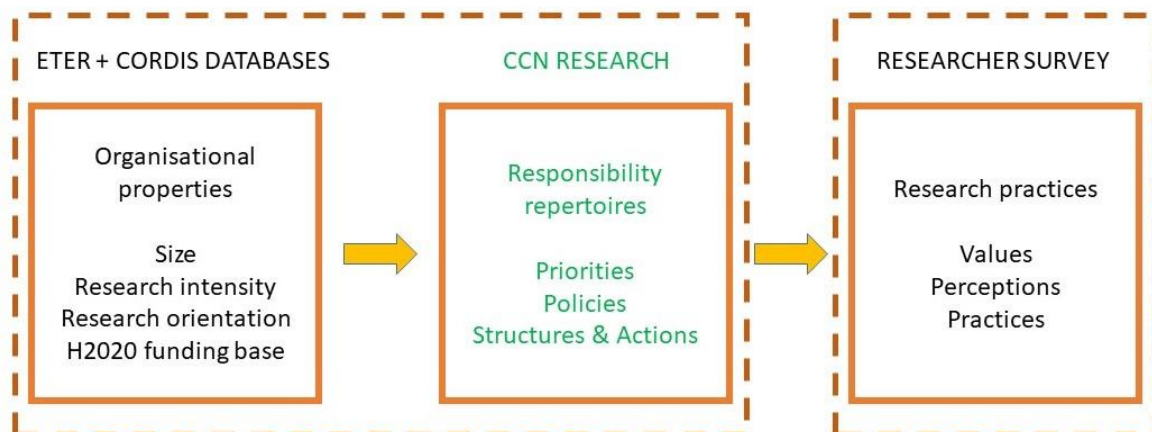 ETER + CORDIS DATABASES
Organisational
properties
Size
Research intensity
Research orientation
H2020 funding base
CCN RESEARCH
Responsibility
repertoires
Priorities
Policies
Structures & Actions
RESEARCHER SURVEY
Research practices
Values
Perceptions
Practices